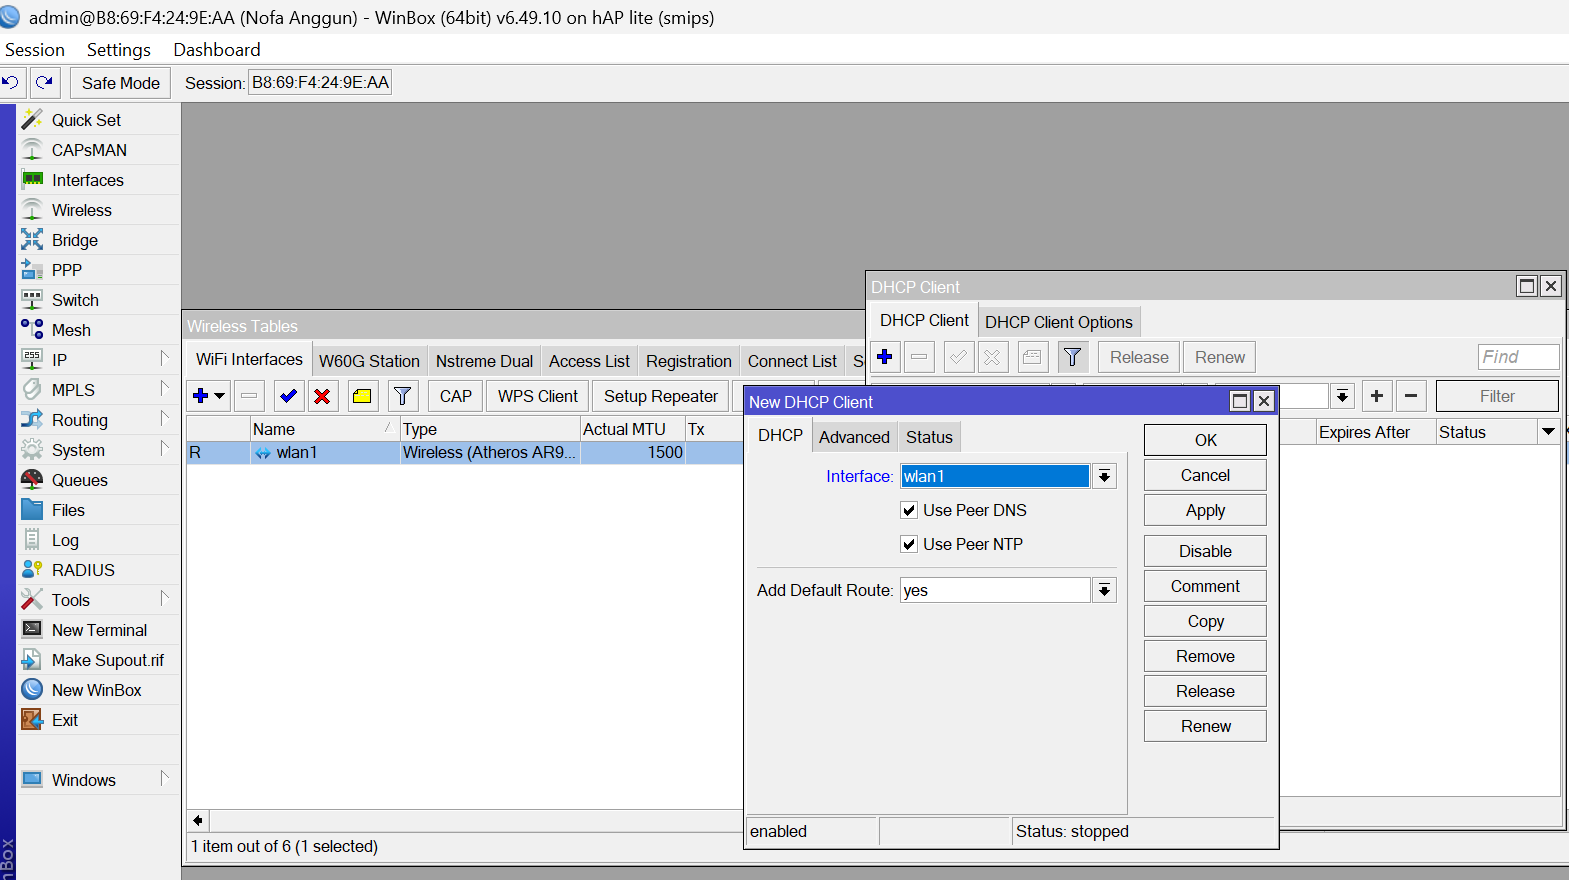 admin@B8:69:F4:24:9E:AA (Nofa Anggun) - WinBox (64bit) v6.49.10 on hAP lite (smips)
Session Settings Dashboard
Safe Mode Session: B8:69:F4:24:9E:AA
Quick Set
CAPsMAN
Interfaces
Wireless
Bridge
PPP
Switch
Mesh
IP
MPLS
Routing
System
Queues
Files
Log
RADIUS
Tools
New Terminal
Make Supout.rif
New WinBox
Exit
Windows
Wireless Tables
WiFi Interfaces W60G Station Nstreme Dual Access List Registration Connect List
CAP WPS Client Setup Repeater
Name Type Actual MTU Tx
R wlan1 Wireless (Atheros AR9... 1500
1 item out of 6 (1 selected)
DHCP Client
DHCP Client DHCP Client Options
Release Renew Find
Filter
Expires After Status
New DHCP Client
DHCP Advanced Status
Interface: wlan1
Use Peer DNS
Use Peer NTP
Add Default Route: yes
OK
Cancel
Apply
Disable
Comment
Copy
Remove
Release
Renew
enabled Status: stopped